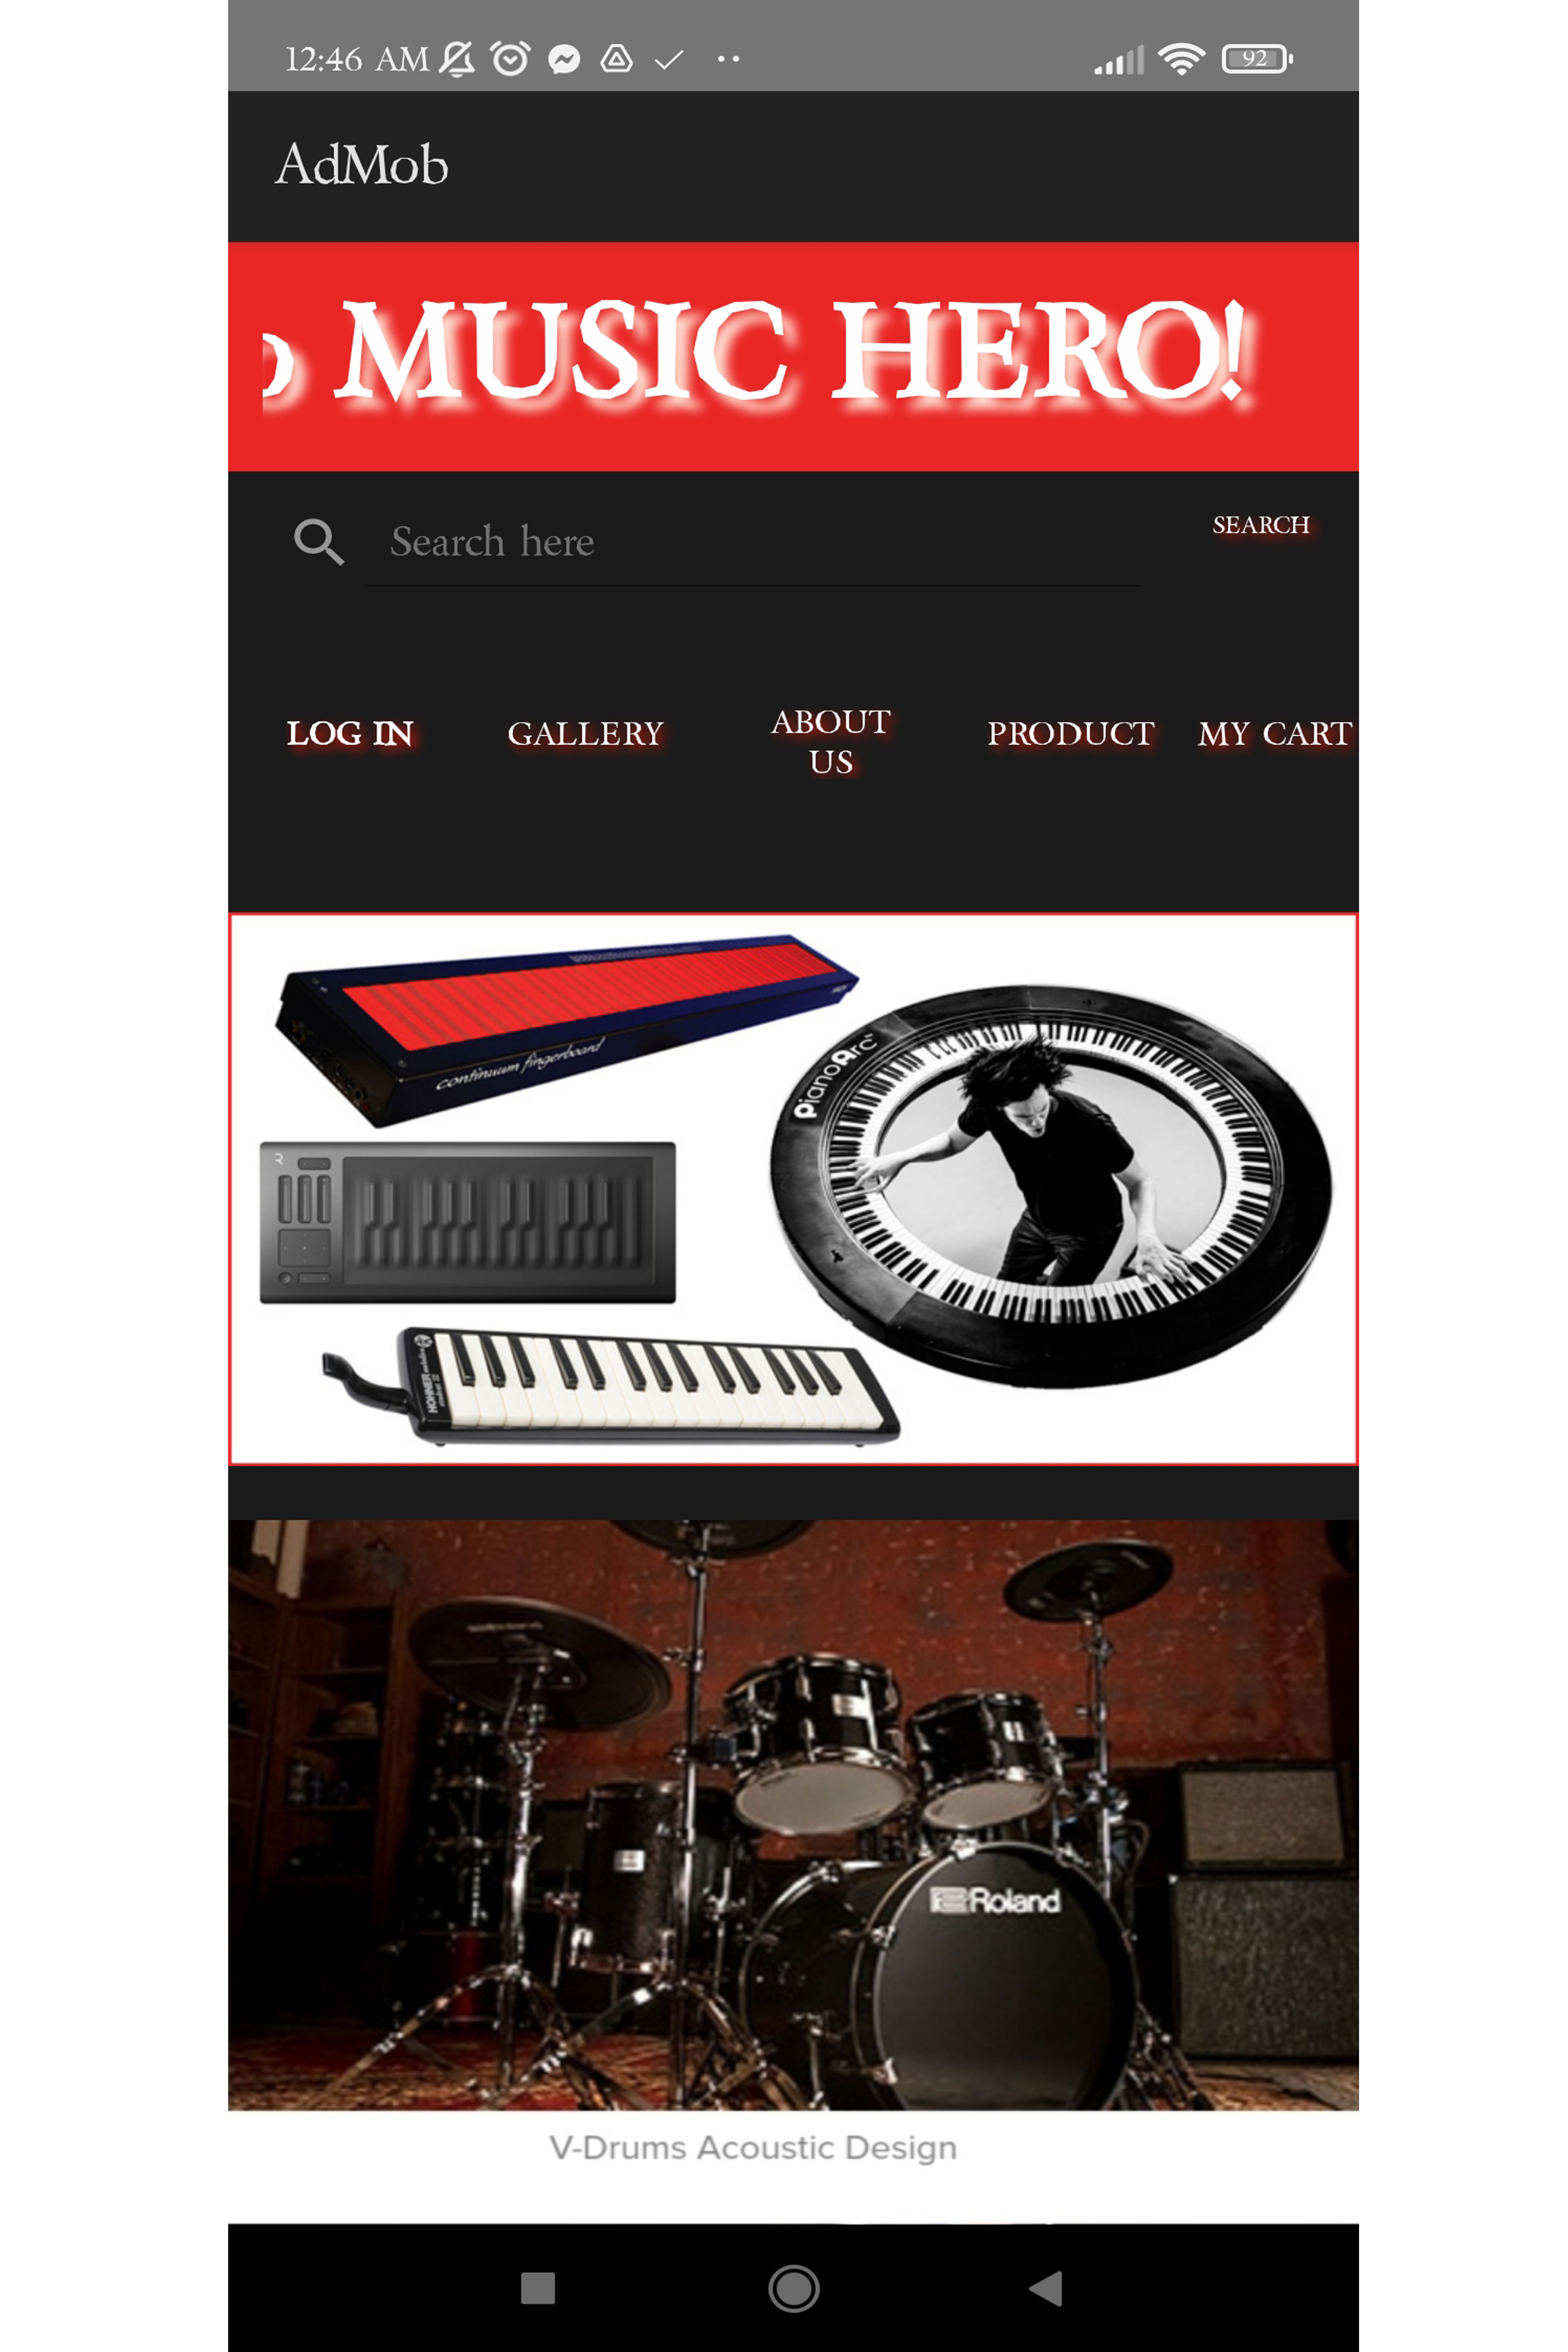 12:46 AM
92
AdMob
o MUSIC HERO!
Search here
SEARCH
LOG IN
GALLERY
ABOUT
US
PRODUCT
MY CART
continuum fingerboard
PianoArc
HOHNER
Roland
V-Drums Acoustic Design